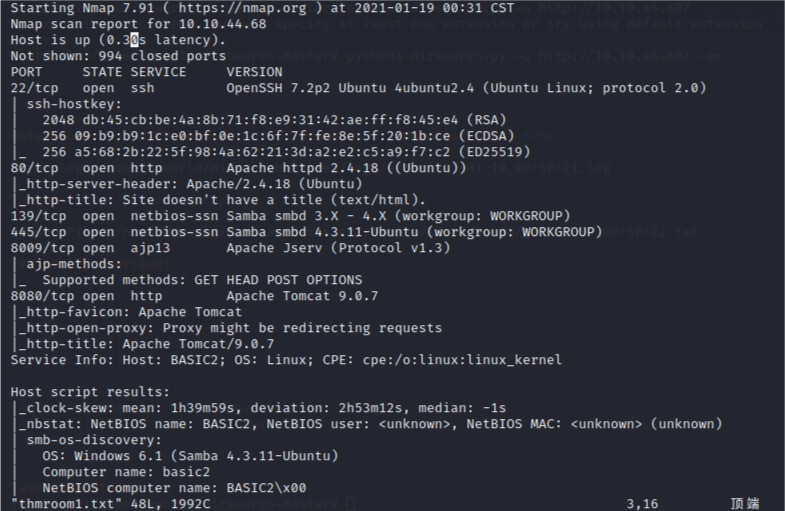 Starting Nmap 7.91 ( https://nmap.org ) at 2021-01-19 00:31 CST
Nmap scan report for 10.10.44.68
Host is up (0.30s latency).
Not shown: 994 closed ports
PORT     STATE SERVICE     VERSION
22/tcp   open  ssh         OpenSSH 7.2p2 Ubuntu 4ubuntu2.4 (Ubuntu Linux; protocol 2.0)
| ssh-hostkey:
|   2048 db:45:cb:be:4a:8b:71:f8:e9:31:42:ae:ff:f8:45:e4 (RSA)
|   256 09:b9:b9:1c:e0:bf:0e:1c:6f:7f:fe:8e:5f:20:1b:ce (ECDSA)
|_  256 a5:68:2b:22:5f:98:4a:62:21:3d:a2:e2:c5:a9:f7:c2 (ED25519)
80/tcp   open  http        Apache httpd 2.4.18 ((Ubuntu))
|_http-server-header: Apache/2.4.18 (Ubuntu)
|_http-title: Site doesn't have a title (text/html).
139/tcp  open  netbios-ssn Samba smbd 3.X - 4.X (workgroup: WORKGROUP)
445/tcp  open  netbios-ssn Samba smbd 4.3.11-Ubuntu (workgroup: WORKGROUP)
8009/tcp open  ajp13       Apache Jserv (Protocol v1.3)
| ajp-methods:
|_  Supported methods: GET HEAD POST OPTIONS
8080/tcp open  http        Apache Tomcat 9.0.7
|_http-favicon: Apache Tomcat
|_http-open-proxy: Proxy might be redirecting requests
|_http-title: Apache Tomcat/9.0.7
Service Info: Host: BASIC2; OS: Linux; CPE: cpe:/o:linux:linux_kernel

Host script results:
|_clock-skew: mean: 1h39m59s, deviation: 2h53m12s, median: -1s
|_nbstat: NetBIOS name: BASIC2, NetBIOS user: <unknown>, NetBIOS MAC: <unknown> (unknown)
| smb-os-discovery:
|   OS: Windows 6.1 (Samba 4.3.11-Ubuntu)
|   Computer name: basic2
|   NetBIOS computer name: BASIC2\x00
"thmroom1.txt" 48L, 1992C 3,16 顶端